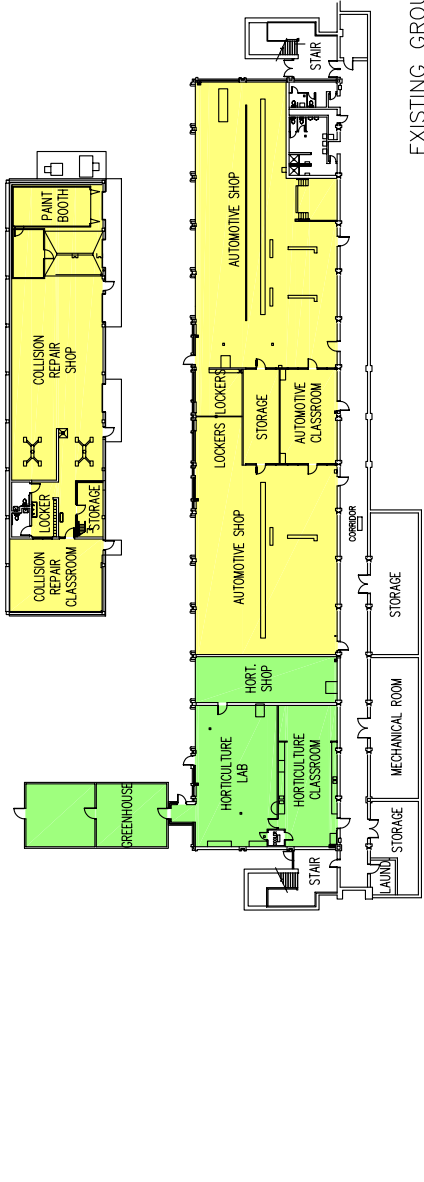 PAINT
BOOTH
COLLISION
REPAIR
SHOP
LOCKER
STORAGE
COLLISION
REPAIR
CLASSROOM
STAIR
AUTOMOTIVE SHOP
LOCKERS
LOCKERS
STORAGE
AUTOMOTIVE
CLASSROOM
AUTOMOTIVE SHOP
CORRIDOR
HORT.
SHOP
HORTICULTURE
LAB
HORTICULTURE
CLASSROOM
GREENHOUSE
STAIR
STORAGE
MECHANICAL ROOM
STORAGE
LAUND.
EXISTING GROU